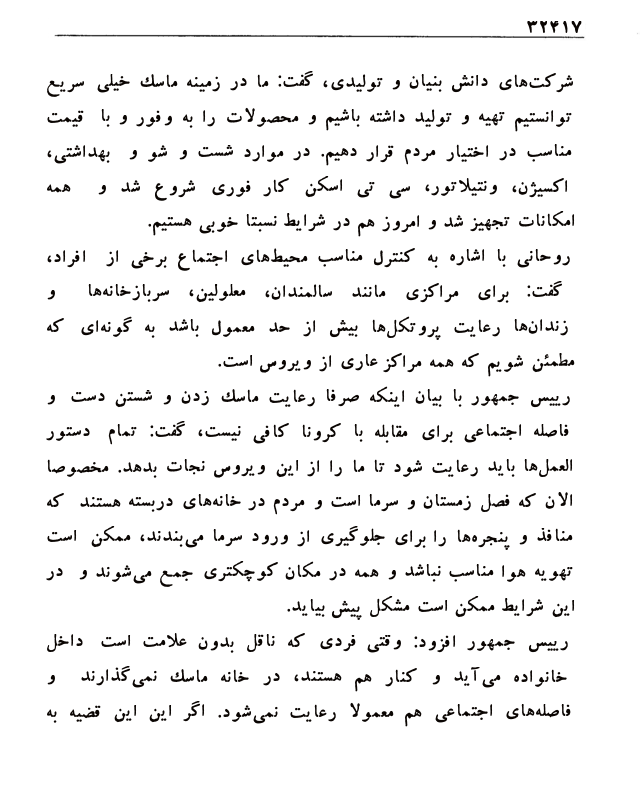 ۳۲۴۱۷
شرکت‌های دانش بنیان و تولیدی، گفت: ما در زمینه ماسك خیلی سریع
توانستیم تهیه و تولید داشته باشیم و محصولات را به وفور و با قیمت
مناسب در اختیار مردم قرار دهیم. در موارد شست و شو و بهداشتی،
اکسیژن، ونتیلاتور، سی تی اسکن کار فوری شروع شد و همه
امکانات تجهیز شد و امروز هم در شرایط نسبتا خوبی هستیم.
روحانی با اشاره به کنترل مناسب محیط‌های اجتماع برخی از افراد،
گفت: برای مراکزی مانند سالمندان، معلولین، سربازخانه‌ها و
زندان‌ها رعایت پروتکل‌ها بیش از حد معمول باشد به گونه‌ای که
مطمئن شویم که همه مراکز عاری از ویروس است.
رییس جمهور با بیان اینکه صرفا رعایت ماسك زدن و شستن دست و
فاصله اجتماعی برای مقابله با کرونا کافی نیست، گفت: تمام دستور
العمل‌ها باید رعایت شود تا ما را از این ویروس نجات بدهد. مخصوصا
الان که فصل زمستان و سرما است و مردم در خانه‌های دربسته هستند که
منافذ و پنجره‌ها را برای جلوگیری از ورود سرما می‌بندند، ممکن است
تهویه هوا مناسب نباشد و همه در مکان کوچکتری جمع می‌شوند و در
این شرایط ممکن است مشکل پیش بیاید.
رییس جمهور افزود: وقتی فردی که ناقل بدون علامت است داخل
خانواده می‌آید و کنار هم هستند، در خانه ماسك نمی‌گذارند و
فاصله‌های اجتماعی هم معمولا رعایت نمی‌شود. اگر این این قضیه به